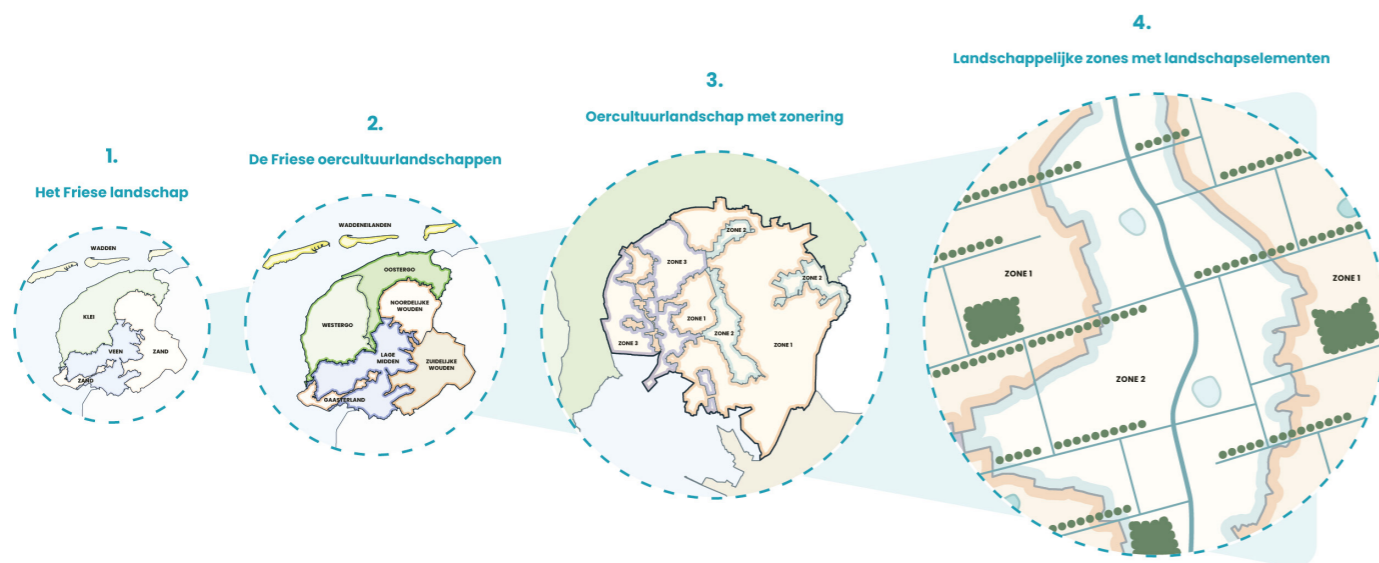 1.
Het Friese landschap
WADDEN
KLEI
VEEN
ZAND
ZAND
2.
De Friese oercultuurlandschappen
WADDENEILANDEN
OOSTERGO
NOORDELIJKE
WOUDEN
WESTERGO
LAGE
MIDDEN
ZUIDELIJKE
WOUDEN
GAASTERLAND
3.
Oercultuurlandschap met zonering
ZONE 2
ZONE 3
ZONE 2
ZONE 1
ZONE 2
ZONE 3
ZONE 1
4.
Landschappelijke zones met landschapselementen
ZONE 1
ZONE 1
ZONE 2